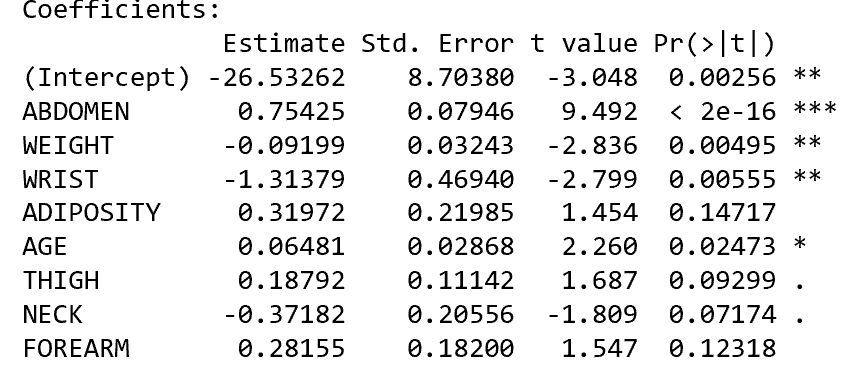 Coefficients:
Estimate Std. Error t value Pr(>|t|)
(Intercept) -26.53262 8.70380 -3.048 0.00256 **
ABDOMEN 0.75425 0.07946 9.492 < 2e-16 ***
WEIGHT -0.09199 0.03243 -2.836 0.00495 **
WRIST -1.31379 0.46940 -2.799 0.00555 **
ADIPOSITY 0.31972 0.21985 1.454 0.14717
AGE 0.06481 0.02868 2.260 0.02473 *
THIGH 0.18792 0.11142 1.687 0.09299 .
NECK -0.37182 0.20556 -1.809 0.07174 .
FOREARM 0.28155 0.18200 1.547 0.12318